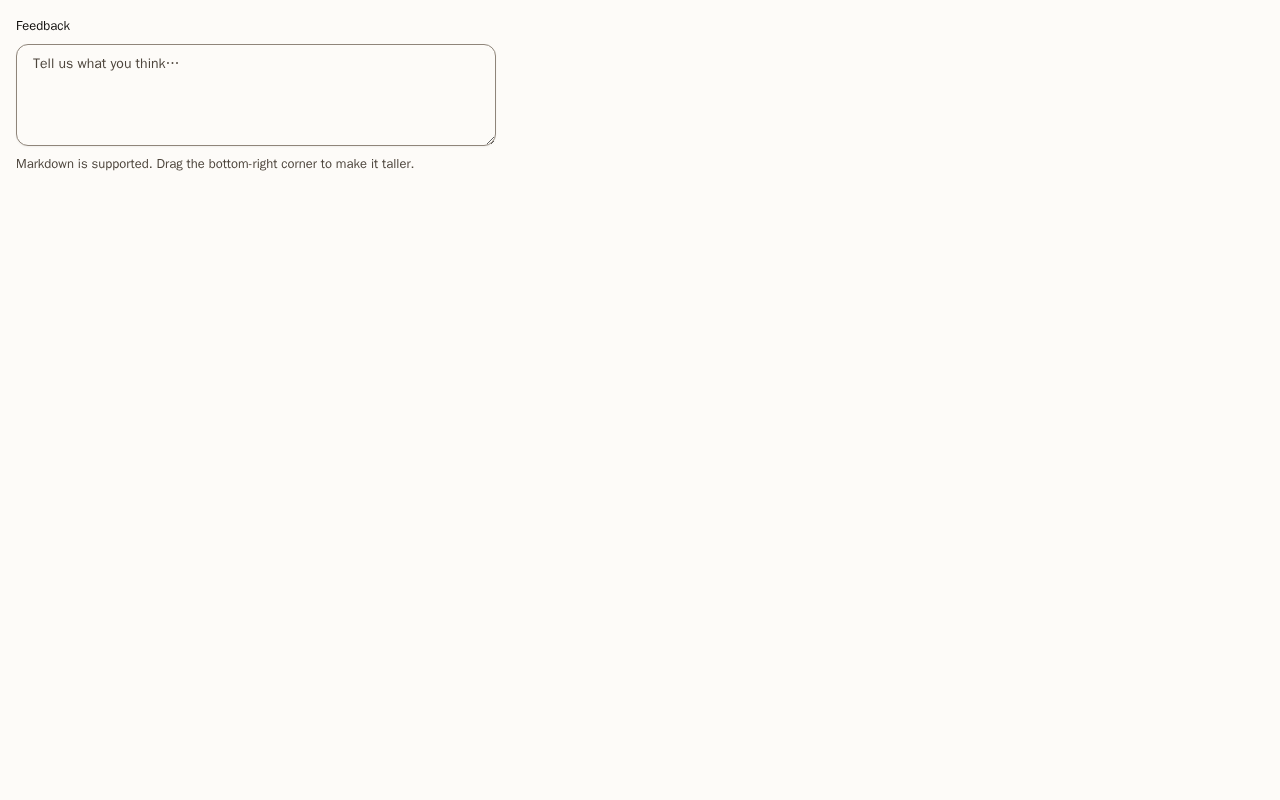 Feedback
Tell us what you think…
Markdown is supported. Drag the bottom-right corner to make it taller.